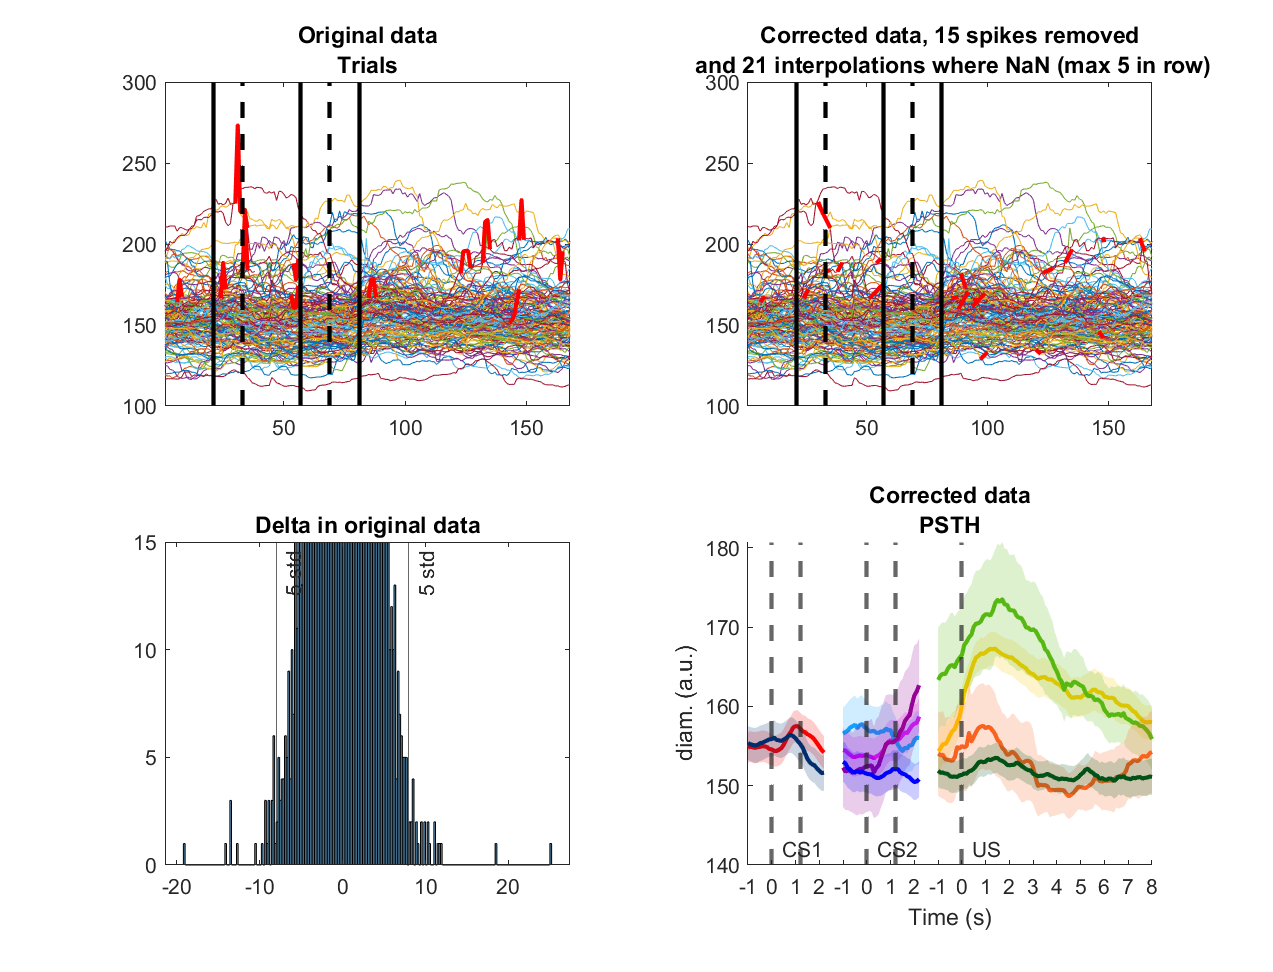 Original data
Trials
300
250
200
150
100
50
100
150
Corrected data, 15 spikes removed
and 21 interpolations where NaN (max 5 in row)
300
250
200
150
100
50
100
150
Delta in original data
15
10
5
0
5 std
5 std
-20
-10
0
10
20
Corrected data
PSTH
diam. (a.u.)
180
170
160
150
140
CS1
CS2
US
-1 0 1 2 -1 0 1 2 -1 0 1 2 3 4 5 6 7 8
Time (s)